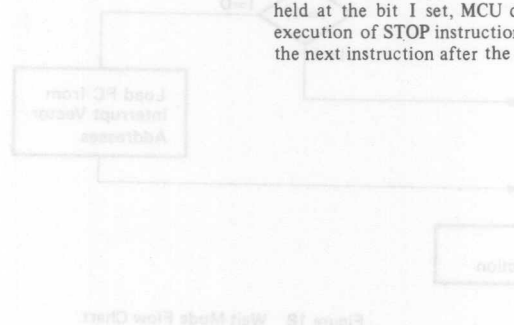 held at the bit I set, MCU
execution of STOP instruction
the next instruction after the
I=0
Load PC from
Interrupt Vector
Addresses
Figure 18. Wait Mode Flow Chart